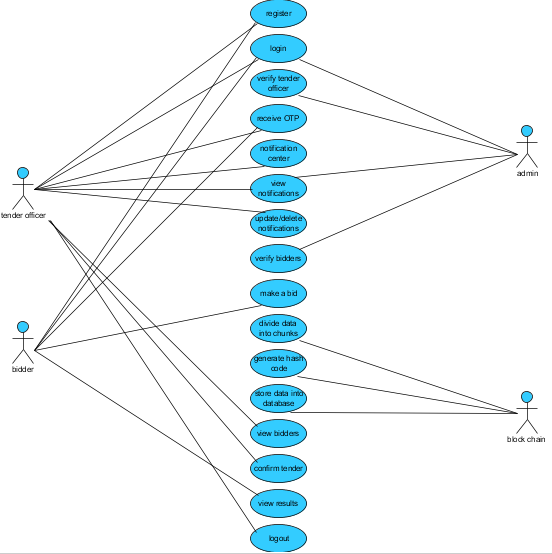 register
login
verify tender
officer
receive OTP
notification
center
admin
view
notifications
tender officer
update/delete
notifications
verify bidders
make a bid
divide data
into chunks
bidder
generate hash
code
store data into
database
view bidders
block chain
confirm tender
view results
logout